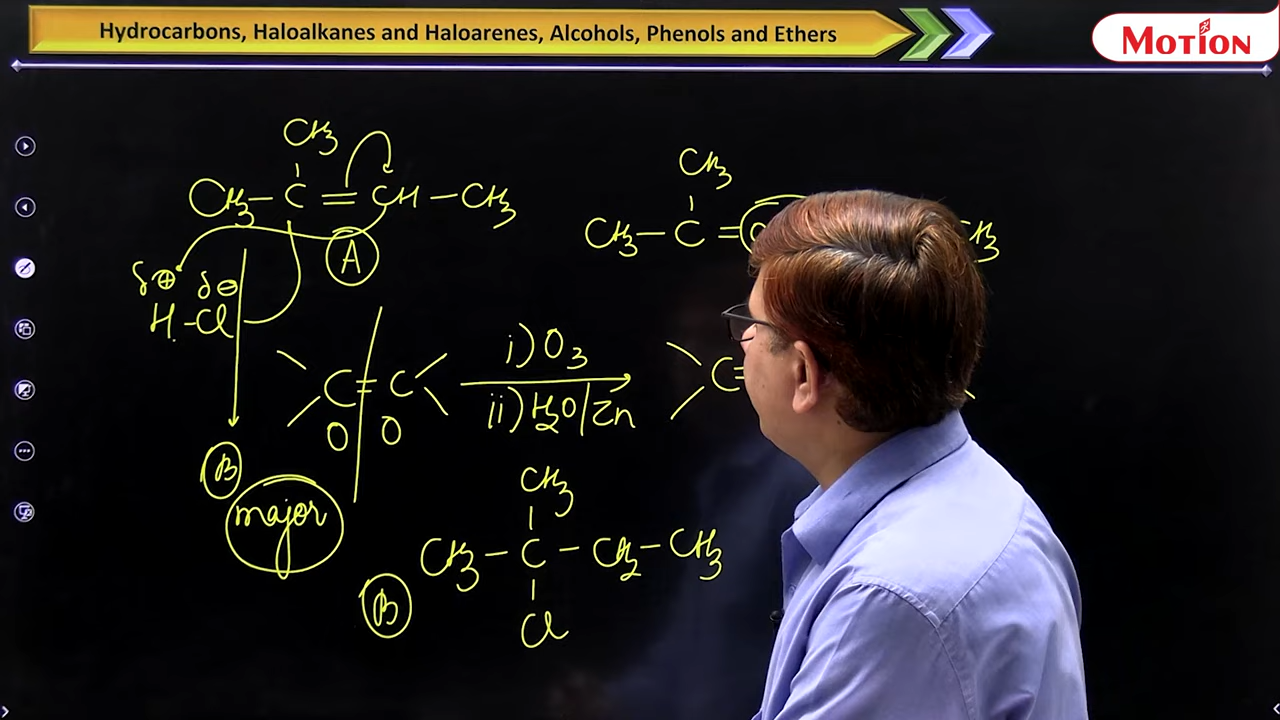 Hydrocarbons, Haloalkanes and Haloarenes, Alcohols, Phenols and Ethers
MOTION
CH3
CH3 - C = CH - CH3
A
δ⊕ δ⊖
H - Cl
C = C
O O
B
major
i) O3
ii) H2O/Zn
CH3
CH3 - C =
C =
CH3
CH3 - C - CH2 - CH3
Cl
B